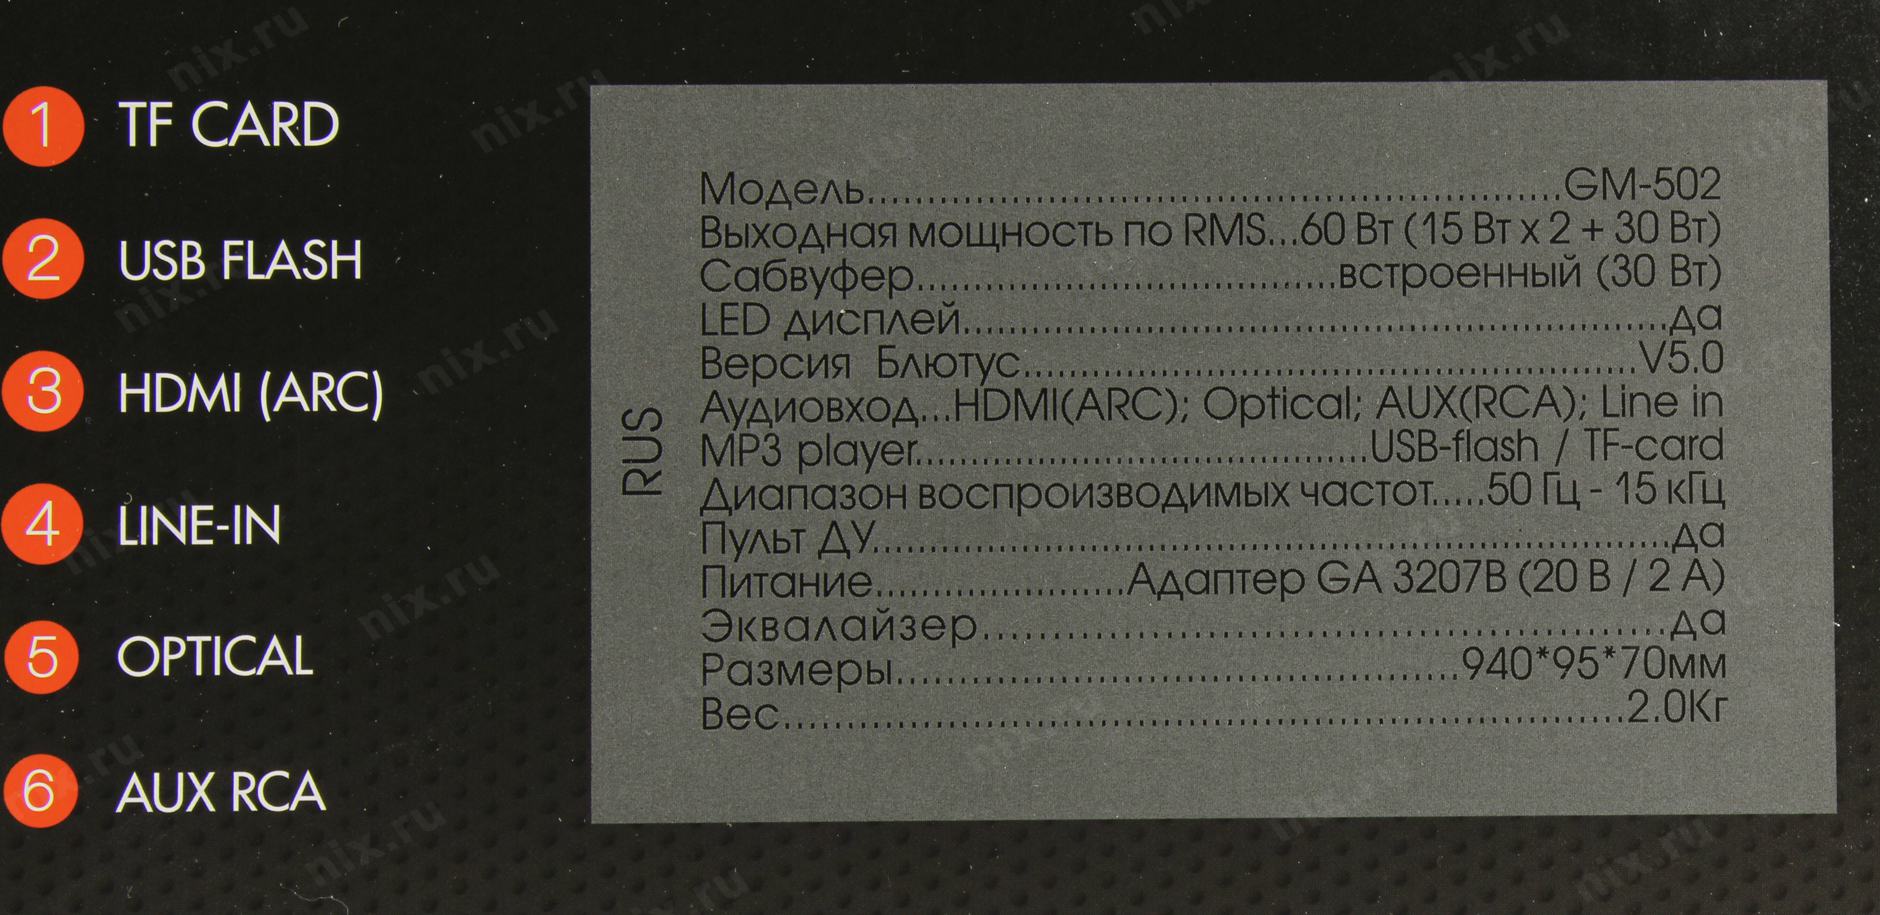 1 TF CARD
2 USB FLASH
3 HDMI (ARC)
4 LINE-IN
5 OPTICAL
6 AUX RCA
RUS
Модель..........GM-502
Выходная мощность по RMS...60 Вт (15 Вт x 2 + 30 Вт)
Сабвуфер..........встроенный (30 Вт)
LED дисплей..........да
Версия Блютус..........V5.0
Аудиовход...HDMI(ARC); Optical; AUX(RCA); Line in
MP3 player..........USB-flash / TF-card
Диапазон воспроизводимых частот.....50 Гц - 15 кГц
Пульт ДУ..........да
Питание..........Адаптер GA 3207B (20 В / 2 А)
Эквалайзер..........да
Размеры..........940*95*70мм
Вес..........2.0Кг
nix.ru